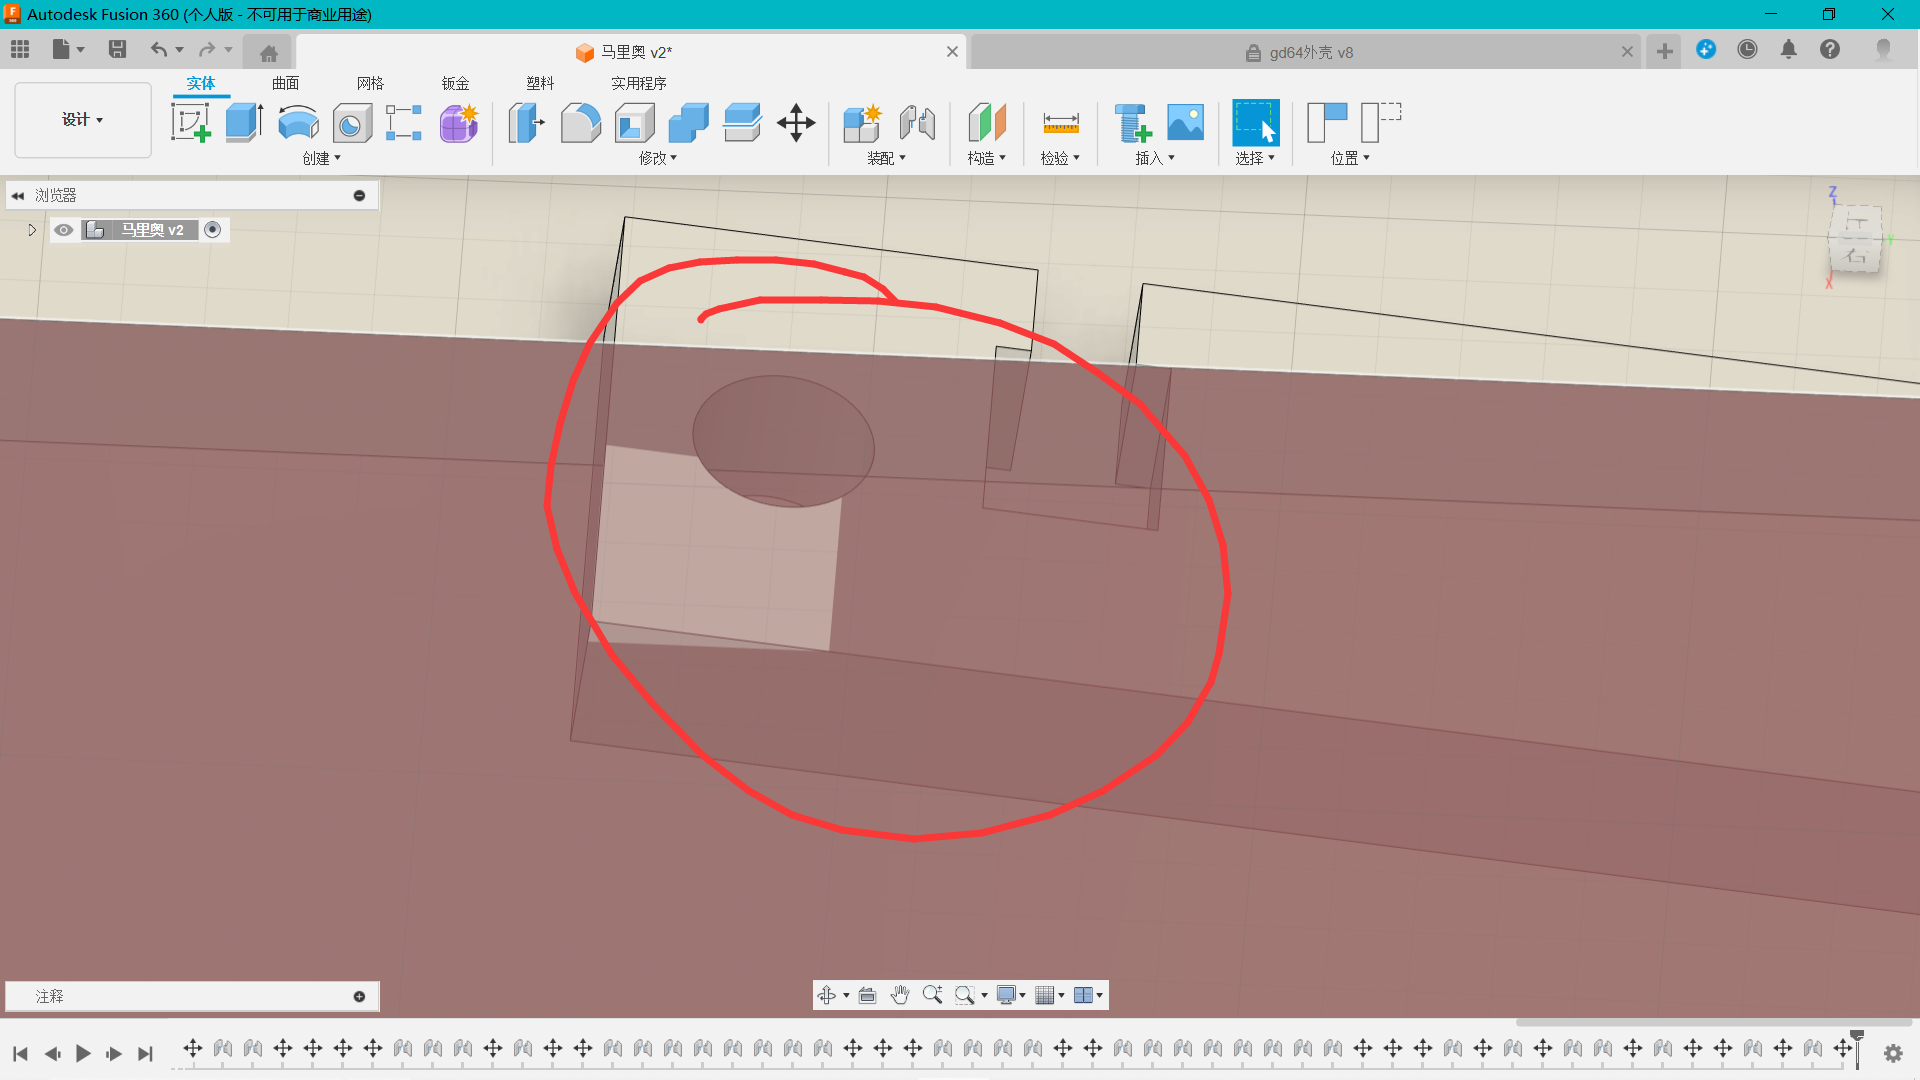 Autodesk Fusion 360 (个人版 - 不可用于商业用途)
马里奥 v2*
gd64外壳 v8
实体 曲面 网格 钣金 塑料 实用程序
设计
创建 修改 装配 构造 检验 插入 选择 位置
浏览器
马里奥 v2
Z
Y
右
X
注释